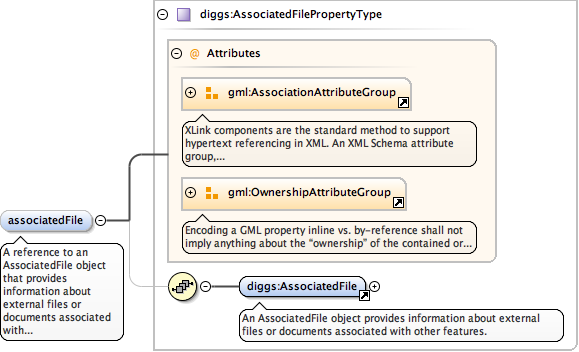 diggs:AssociatedFilePropertyType
@ Attributes
gml:AssociationAttributeGroup
XLink components are the standard method to support
hypertext referencing in XML. An XML Schema attribute
group,...
gml:OwnershipAttributeGroup
Encoding a GML property inline vs. by-reference shall not
imply anything about the “ownership” of the contained or...
associatedFile
A reference to an
AssociatedFile object
that provides
information about
external files or
documents associated
with...
diggs:AssociatedFile
An AssociatedFile object provides information about external
files or documents associated with other features.